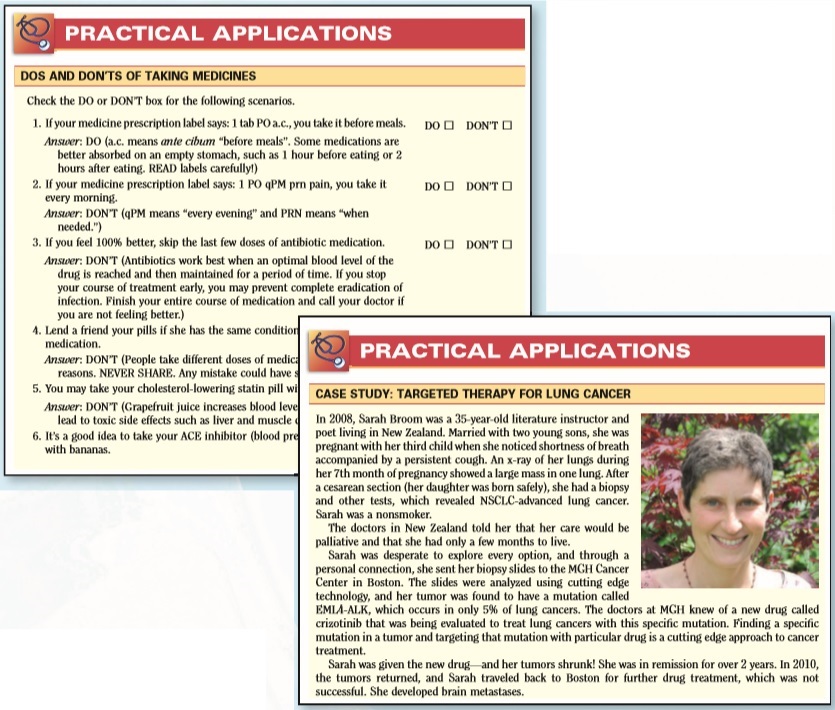 PRACTICAL APPLICATIONS
DOS AND DON'TS OF TAKING MEDICINES
Check the DO or DON'T box for the following scenarios.
1. If your medicine prescription label says: 1 tab PO a.c., you take it before meals. DO ☐ DON'T ☐
Answer: DO (a.c. means ante cibum “before meals”. Some medications are
better absorbed on an empty stomach, such as 1 hour before eating or 2
hours after eating. READ labels carefully!)
2. If your medicine prescription label says: 1 PO qPM prn pain, you take it DO ☐ DON'T ☐
every morning.
Answer: DON'T (qPM means “every evening” and PRN means “when
needed.”)
3. If you feel 100% better, skip the last few doses of antibiotic medication. DO ☐ DON'T ☐
Answer: DON'T (Antibiotics work best when an optimal blood level of the
drug is reached and then maintained for a period of time. If you stop
your course of treatment early, you may prevent complete eradication of
infection. Finish your entire course of medication and call your doctor if
you are not feeling better.)
4. Lend a friend your pills if she has the same condition
medication.
Answer: DON'T (People take different doses of
reasons. NEVER SHARE. Any mistake could have
5. You may take your cholesterol-lowering statin pill
Answer: DON'T (Grapefruit juice increases blood
lead to toxic side effects such as liver and muscle
6. It's a good idea to take your ACE inhibitor (blood
with bananas.
PRACTICAL APPLICATIONS
CASE STUDY: TARGETED THERAPY FOR LUNG CANCER
In 2008, Sarah Broom was a 35-year-old literature instructor and
poet living in New Zealand. Married with two young sons, she was
pregnant with her third child when she noticed shortness of breath
accompanied by a persistent cough. An x-ray of her lungs during
her 7th month of pregnancy showed a large mass in one lung. After
a cesarean section (her daughter was born safely), she had a biopsy
and other tests, which revealed NSCLC-advanced lung cancer.
Sarah was a nonsmoker.
The doctors in New Zealand told her that her care would be
palliative and that she had only a few months to live.
Sarah was desperate to explore every option, and through a
personal connection, she sent her biopsy slides to the MGH Cancer
Center in Boston. The slides were analyzed using cutting edge
technology, and her tumor was found to have a mutation called
EMLA-ALK, which occurs in only 5% of lung cancers. The doctors at MGH knew of a new drug called
crizotinib that was being evaluated to treat lung cancers with this specific mutation. Finding a specific
mutation in a tumor and targeting that mutation with particular drug is a cutting edge approach to cancer
treatment.
Sarah was given the new drug—and her tumors shrunk! She was in remission for over 2 years. In 2010,
the tumors returned, and Sarah traveled back to Boston for further drug treatment, which was not
successful. She developed brain metastases.